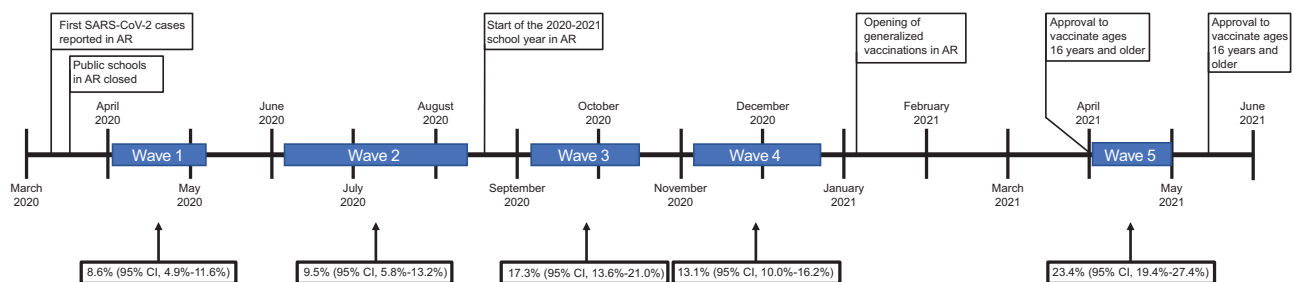 First SARS-CoV-2 cases
reported in AR
Public schools
in AR closed
Start of the 2020-2021
school year in AR
Opening of
generalized
vaccinations in AR
Approval to
vaccinate ages
16 years and older
Approval to
vaccinate ages
16 years and
older
April
2020
June
2020
August
2020
October
2020
December
2020
February
2021
April
2021
June
2021
Wave 1
Wave 2
Wave 3
Wave 4
Wave 5
March
2020
May
2020
July
2020
September
2020
November
2020
January
2021
March
2021
May
2021
8.6% (95% CI, 4.9%-11.6%)
9.5% (95% CI, 5.8%-13.2%)
17.3% (95% CI, 13.6%-21.0%)
13.1% (95% CI, 10.0%-16.2%)
23.4% (95% CI, 19.4%-27.4%)